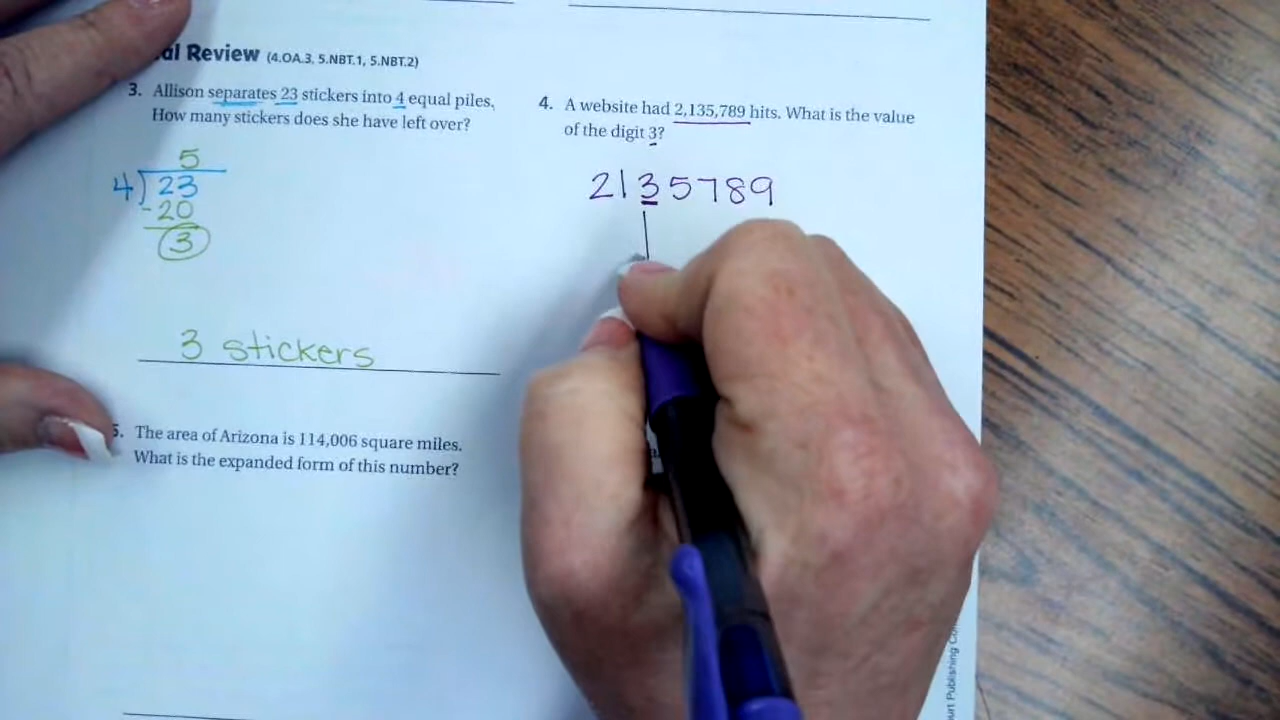 Review (4.OA.3, 5.NBT.1, 5.NBT.2)
3. Allison separates 23 stickers into 4 equal piles,
How many stickers does she have left over?
5
4)23
-20
3
3 stickers
4. A website had 2,135,789 hits. What is the value
of the digit 3?
2135789
5. The area of Arizona is 114,006 square miles.
What is the expanded form of this number?
Publishing